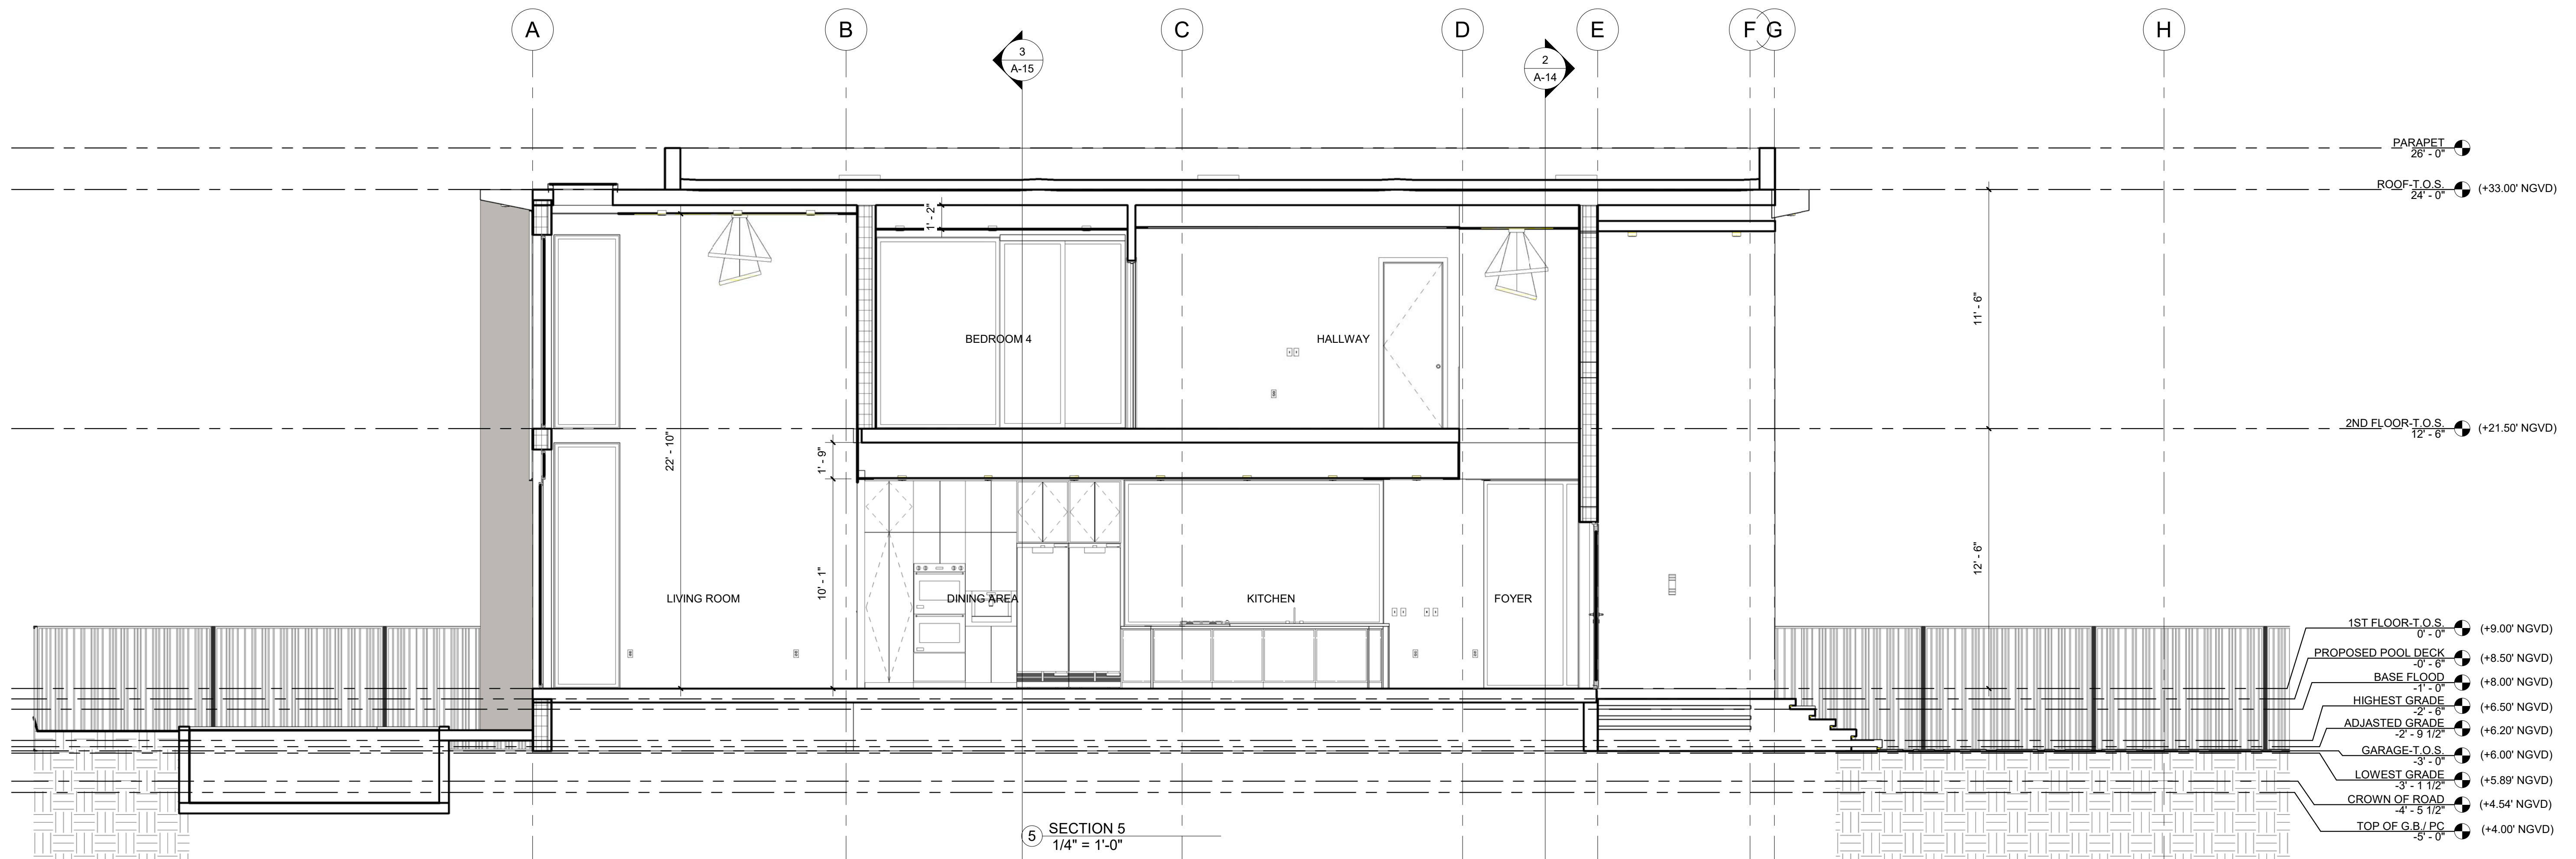 A
B
C
D
E
F
G
H
3
A-15
2
A-14
PARAPET
26' - 0"
ROOF-T.O.S.
24' - 0"
(+33.00' NGVD)
1' - 2"
11' - 6"
BEDROOM 4
HALLWAY
2ND FLOOR-T.O.S.
12' - 6"
(+21.50' NGVD)
22' - 10"
1' - 9"
10' - 1"
12' - 6"
LIVING ROOM
DINING AREA
KITCHEN
FOYER
1ST FLOOR-T.O.S.
0' - 0"
(+9.00' NGVD)
PROPOSED POOL DECK
-0' - 6"
(+8.50' NGVD)
BASE FLOOD
-1' - 0"
(+8.00' NGVD)
HIGHEST GRADE
-2' - 6"
(+6.50' NGVD)
ADJASTED GRADE
-2' - 9 1/2"
(+6.20' NGVD)
GARAGE-T.O.S.
-3' - 0"
(+6.00' NGVD)
LOWEST GRADE
-3' - 1 1/2"
(+5.89' NGVD)
CROWN OF ROAD
-4' - 5 1/2"
(+4.54' NGVD)
TOP OF G.B./ PC
-5' - 0"
(+4.00' NGVD)
5
SECTION 5
1/4" = 1'-0"